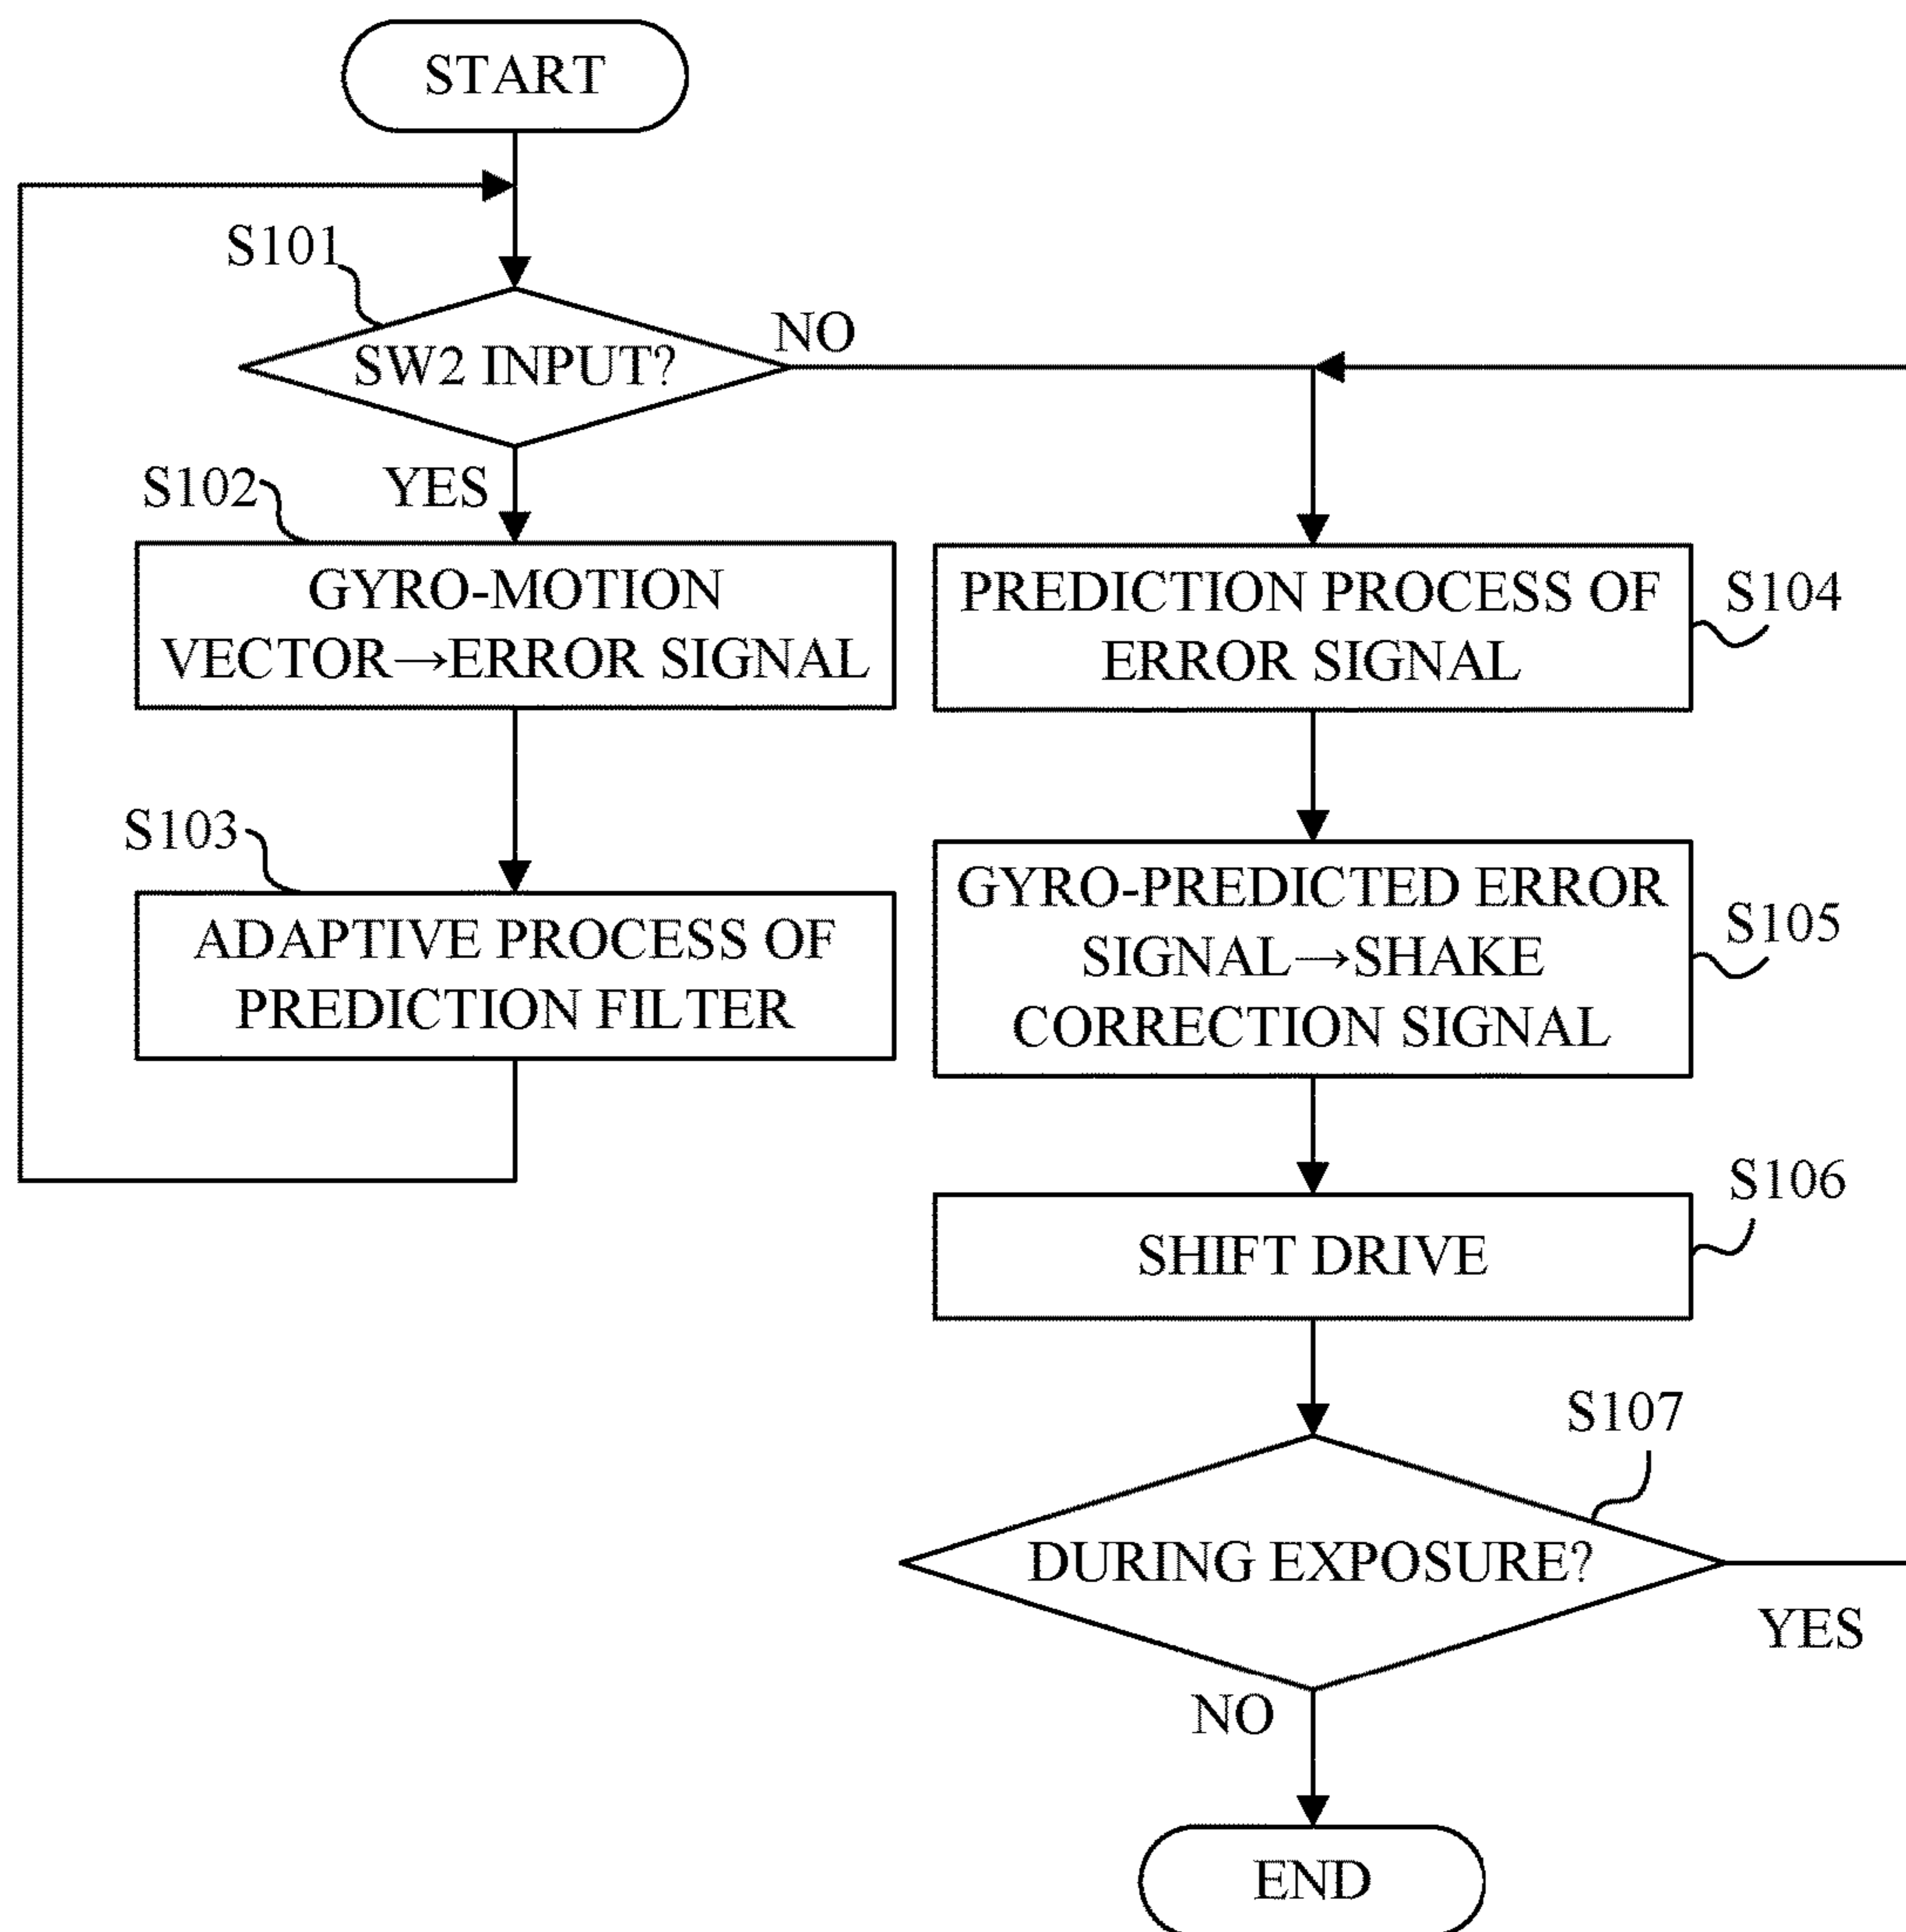 START
S101
SW2 INPUT?
NO
S102
YES
GYRO-MOTION
VECTOR→ERROR SIGNAL
S103
ADAPTIVE PROCESS OF
PREDICTION FILTER
PREDICTION PROCESS OF
ERROR SIGNAL
S104
GYRO-PREDICTED ERROR
SIGNAL→SHAKE
CORRECTION SIGNAL
S105
SHIFT DRIVE
S106
S107
DURING EXPOSURE?
YES
NO
END